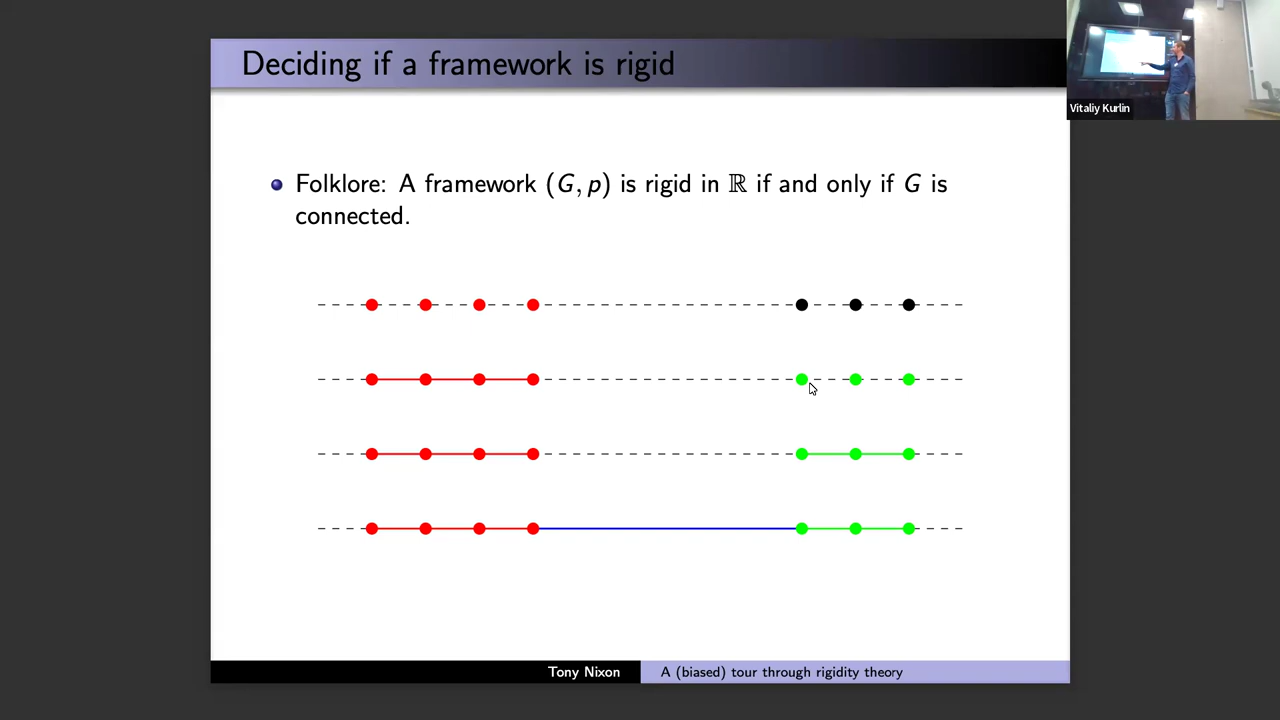 Deciding if a framework is rigid
Vitaliy Kurlin
Folklore: A framework (G, p) is rigid in ℝ if and only if G is
connected.
Tony Nixon
A (biased) tour through rigidity theory